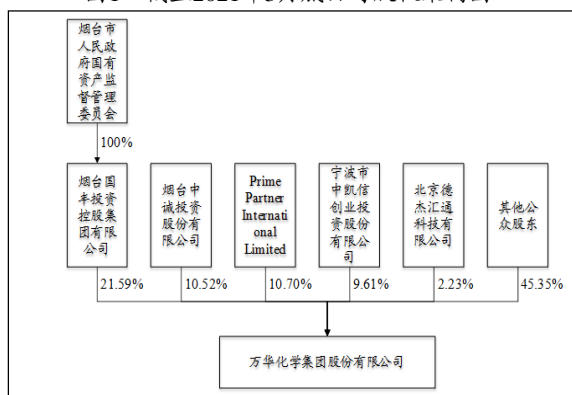 烟台市
人民政
府国有
资产监
督管理
委员会
100%
烟台国
丰投资
控股集
团有限
公司
烟台中
诚投资
股份有
限公司
Prime
Partner
Internati
onal
Limited
宁波市
中凯信
创业投
资股份
有限公
司
北京德
杰汇通
科技有
限公司
其他公
众股东
21.59%
10.52%
10.70%
9.61%
2.23%
45.35%
万华化学集团股份有限公司